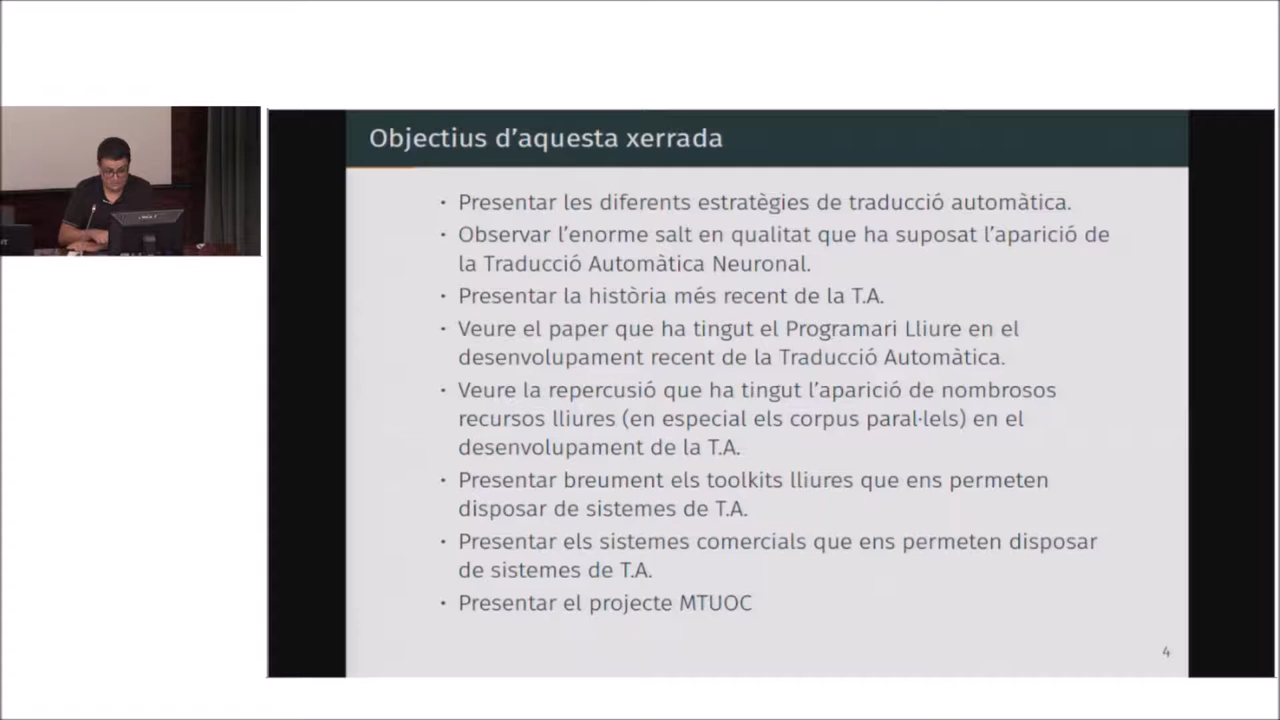 Objectius d'aquesta xerrada
· Presentar les diferents estratègies de traducció automàtica.
· Observar l'enorme salt en qualitat que ha suposat l'aparició de
la Traducció Automàtica Neuronal.
· Presentar la història més recent de la T.A.
· Veure el paper que ha tingut el Programari Lliure en el
desenvolupament recent de la Traducció Automàtica.
· Veure la repercusió que ha tingut l'aparició de nombrosos
recursos lliures (en especial els corpus paral·lels) en el
desenvolupament de la T.A.
· Presentar breument els toolkits lliures que ens permeten
disposar de sistemes de T.A.
· Presentar els sistemes comercials que ens permeten disposar
de sistemes de T.A.
· Presentar el projecte MTUOC
4